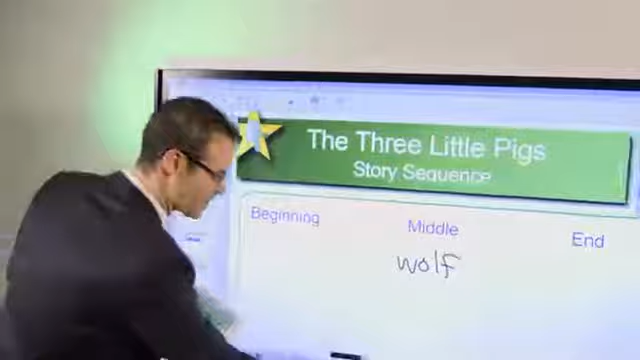 The Three Little Pigs
Story Sequence
Beginning Middle End
wolf